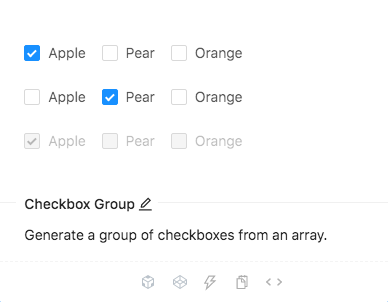 Apple Pear Orange
Apple Pear Orange
Apple Pear Orange
Checkbox Group
Generate a group of checkboxes from an array.